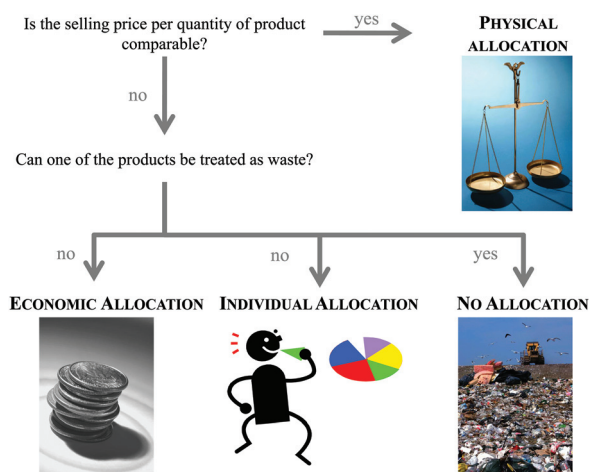 Is the selling price per quantity of product
comparable?
yes
PHYSICAL
ALLOCATION
no
Can one of the products be treated as waste?
no
no
yes
ECONOMIC ALLOCATION
INDIVIDUAL ALLOCATION
NO ALLOCATION